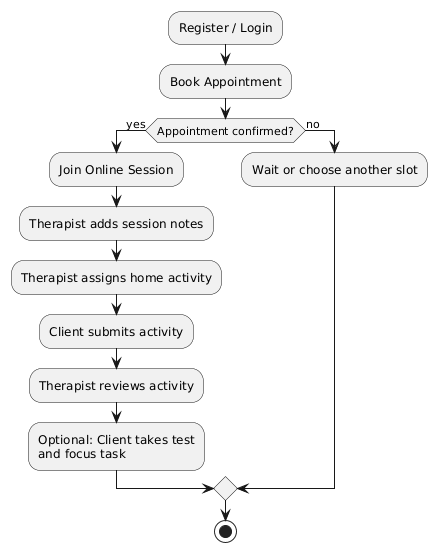 Register / Login
Book Appointment
Appointment confirmed?
yes
no
Join Online Session
Wait or choose another slot
Therapist adds session notes
Therapist assigns home activity
Client submits activity
Therapist reviews activity
Optional: Client takes test
and focus task